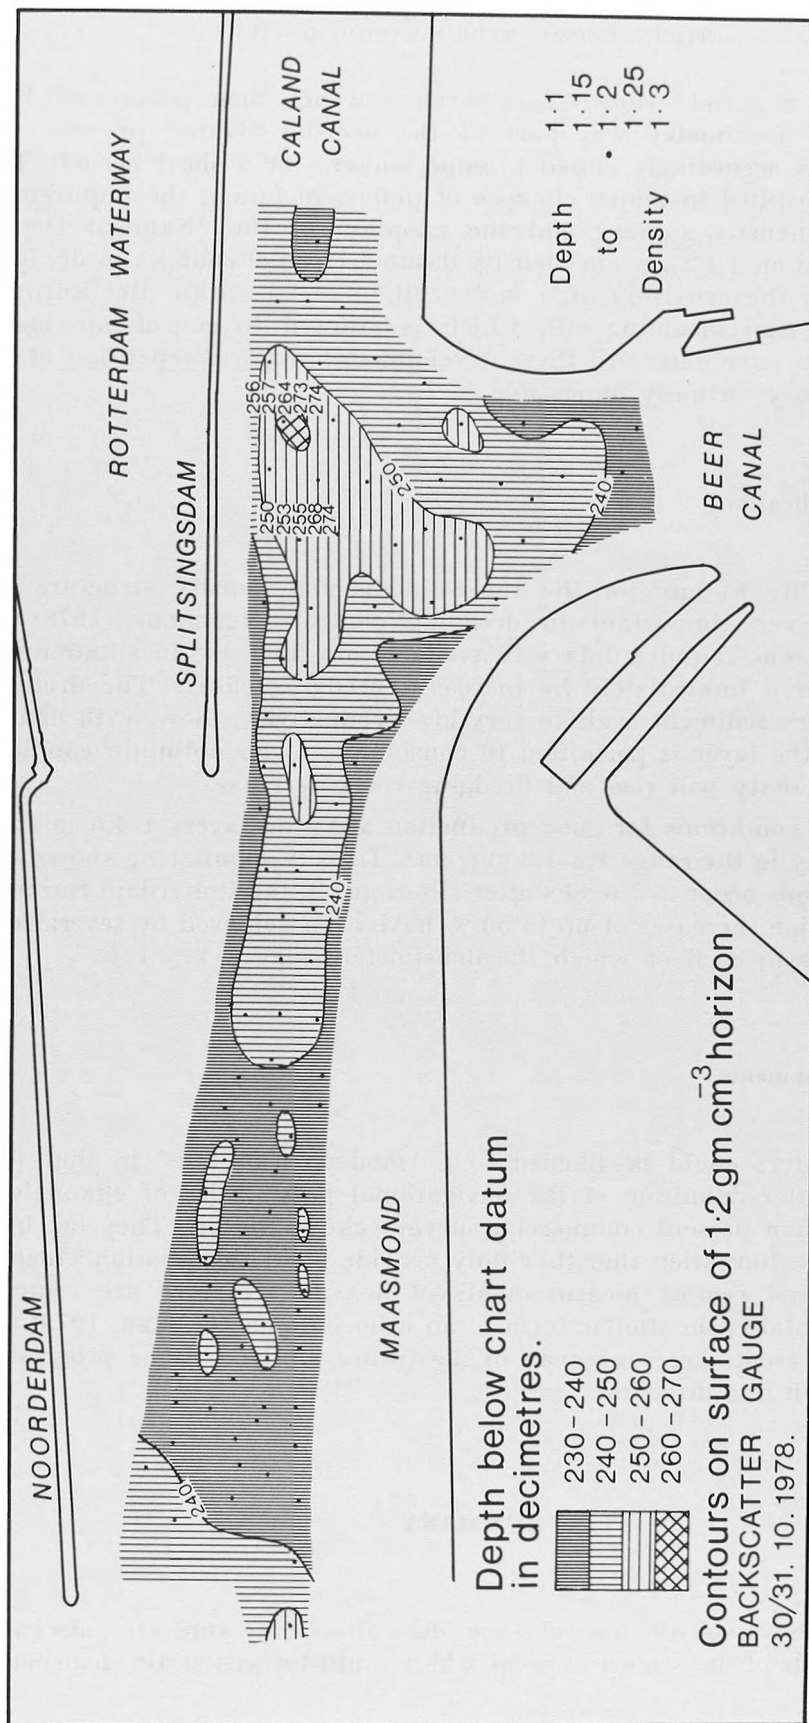 NOORDERDAM
ROTTERDAM WATERWAY
SPLITSINGSDAM
CALAND
CANAL
MAASMOND
BEER
CANAL
240
240
250
240
250
253
255
268
274
256
257
264
273
274
Depth
to
Density
1·1
1·15
1·2
1·25
1·3
Depth below chart datum
in decimetres.
230-240
240-250
250-260
260-270
Contours on surface of 1·2 gm cm⁻³ horizon
BACKSCATTER GAUGE
30/31. 10. 1978.